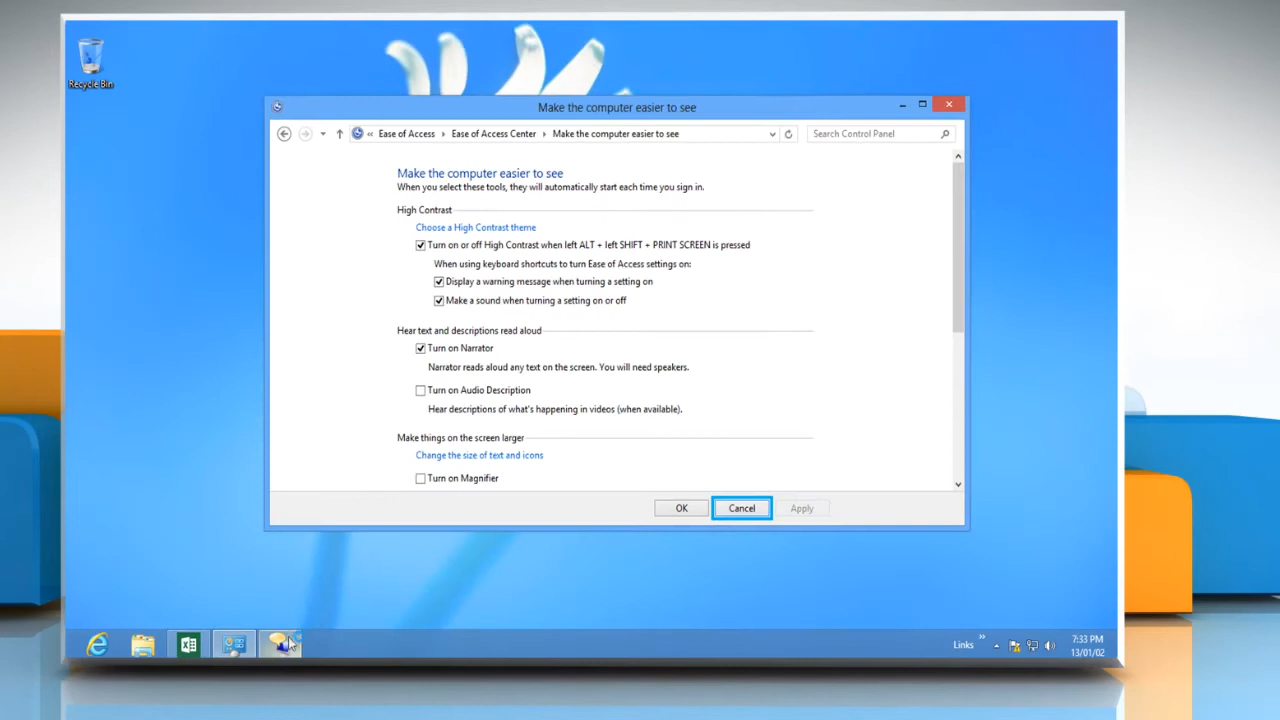 Recycle Bin
Make the computer easier to see
« Ease of Access › Ease of Access Center › Make the computer easier to see
Search Control Panel
Make the computer easier to see
When you select these tools, they will automatically start each time you sign in.
High Contrast
Choose a High Contrast theme
Turn on or off High Contrast when left ALT + left SHIFT + PRINT SCREEN is pressed
When using keyboard shortcuts to turn Ease of Access settings on:
Display a warning message when turning a setting on
Make a sound when turning a setting on or off
Hear text and descriptions read aloud
Turn on Narrator
Narrator reads aloud any text on the screen. You will need speakers.
Turn on Audio Description
Hear descriptions of what's happening in videos (when available).
Make things on the screen larger
Change the size of text and icons
Turn on Magnifier
OK Cancel Apply
Links »
7:33 PM
13/01/02